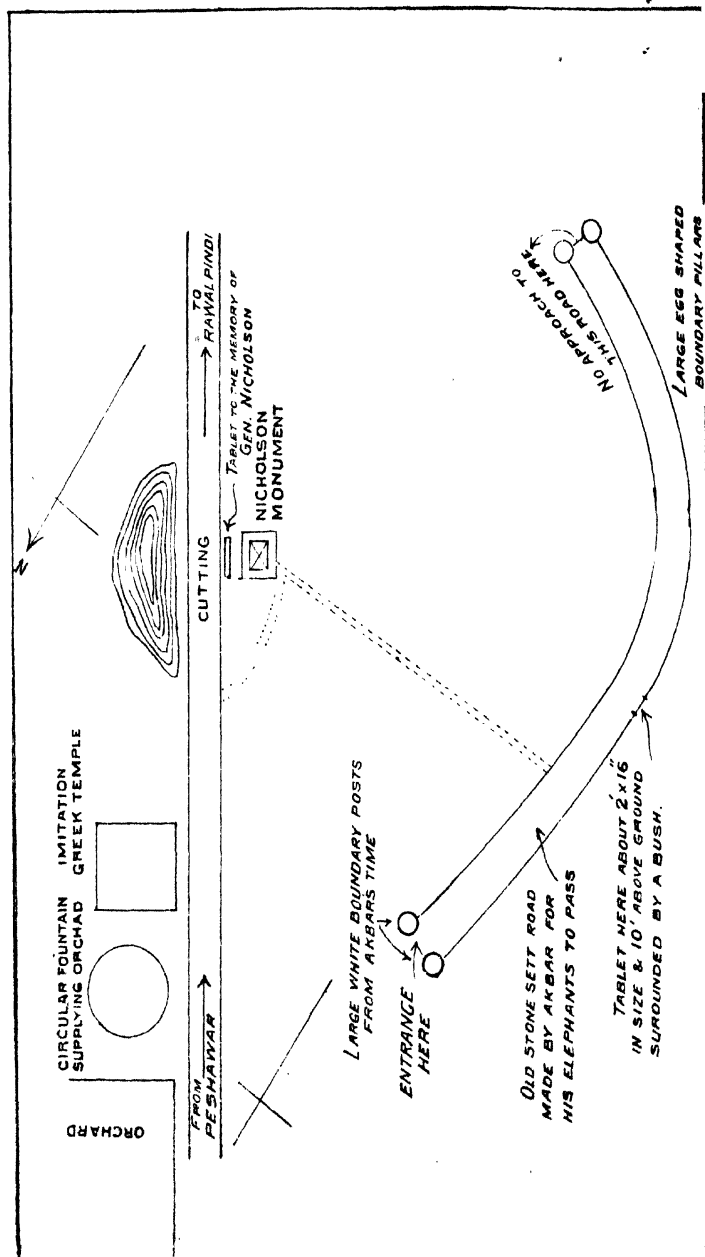 N
CIRCULAR FOUNTAIN
SUPPLYING ORCHAD
IMITATION
GREEK TEMPLE
ORCHARD
FROM
PESHAWAR
CUTTING
TO
RAWALPINDI
TABLET TO THE MEMORY OF
GEN. NICHOLSON
NICHOLSON
MONUMENT
LARGE WHITE BOUNDARY POSTS
FROM AKBARS TIME
ENTRANGE
HERE
NO APPROACH TO
THIS ROAD HERE
OLD STONE SETT ROAD
MADE BY AKBAR FOR
HIS ELEPHANTS TO PASS
TABLET HERE ABOUT 2'x16"
IN SIZE & 10' ABOVE GROUND
SUROUNDED BY A BUSH.
LARGE EGG SHAPED
BOUNDARY PILLARS